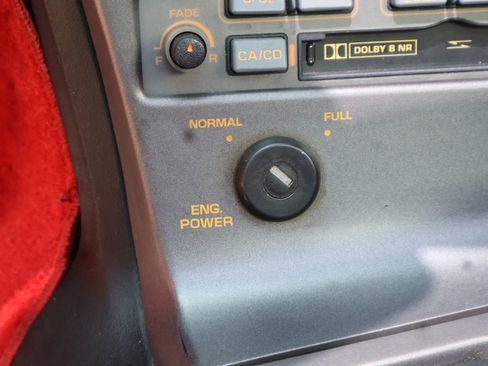 FADE
F R
CA/CD
DOLBY B NR
NORMAL
FULL
ENG.
POWER